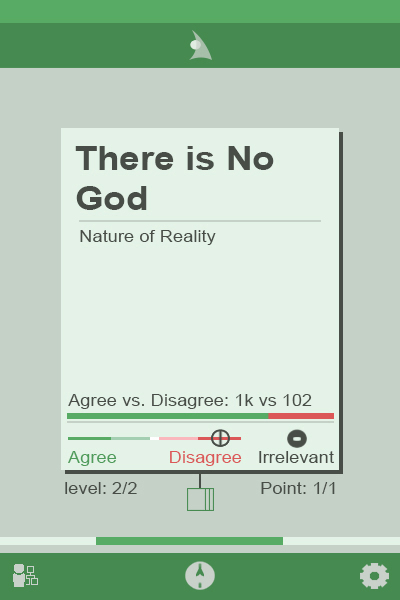 There is No
God
Nature of Reality
Agree vs. Disagree: 1k vs 102
Agree Disagree Irrelevant
level: 2/2 Point: 1/1